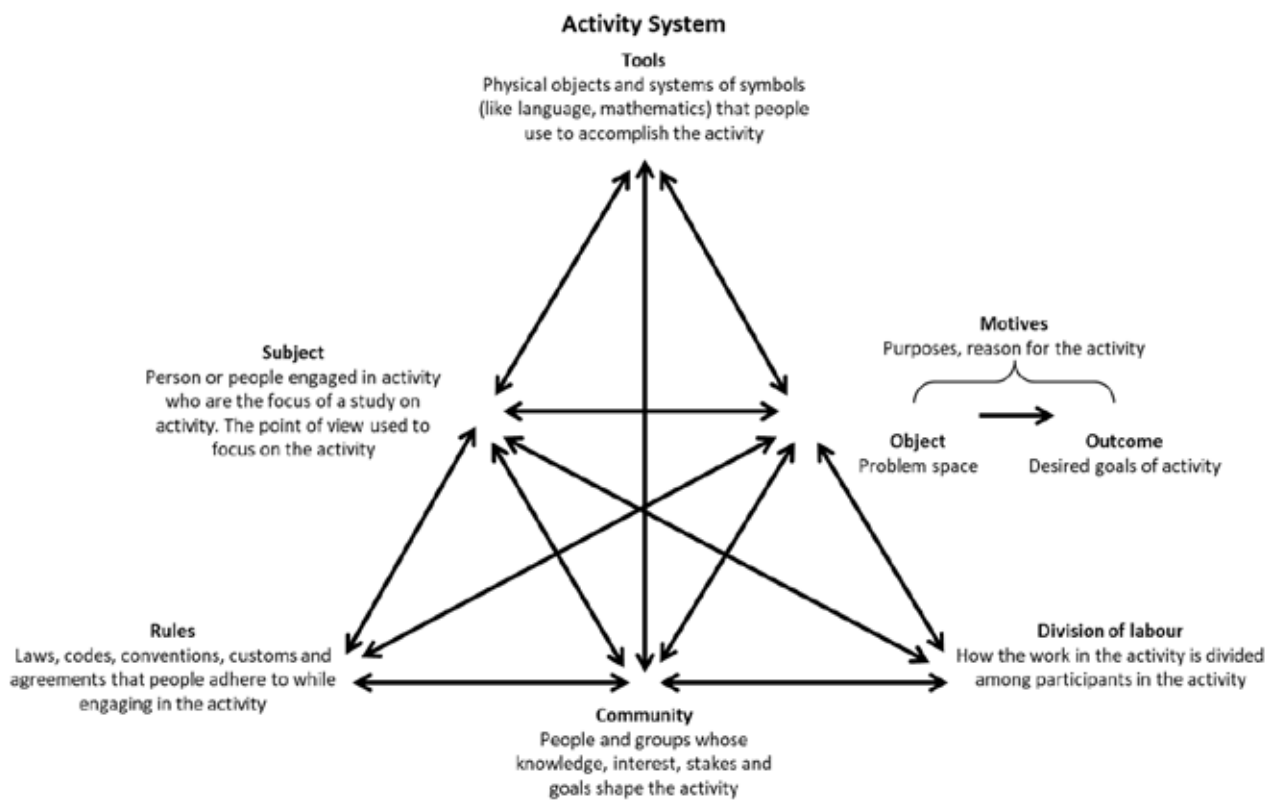 Activity System
Tools
Physical objects and systems of symbols
(like language, mathematics) that people
use to accomplish the activity
Motives
Purposes, reason for the activity
Subject
Person or people engaged in activity
who are the focus of a study on
activity. The point of view used to
focus on the activity
Object
Problem space
Outcome
Desired goals of activity
Rules
Laws, codes, conventions, customs and
agreements that people adhere to while
engaging in the activity
Division of labour
How the work in the activity is divided
among participants in the activity
Community
People and groups whose
knowledge, interest, stakes and
goals shape the activity